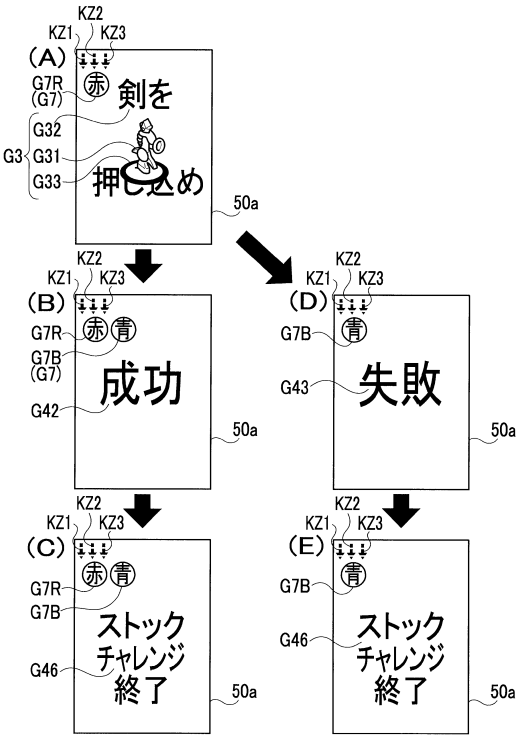 KZ2
KZ1 KZ3
(A)
赤
G7R
(G7)
剣を
G32
G3 G31
G33
押し込め
50a
KZ2
KZ1 KZ3
(B)
赤 青
G7R
G7B
(G7)
成功
G42
50a
KZ2
KZ1 KZ3
(D)
青
G7B
失敗
G43
50a
KZ2
KZ1 KZ3
(C)
赤 青
G7R
G7B
ストック
チャレンジ
G46
終了
50a
KZ2
KZ1 KZ3
(E)
青
G7B
ストック
G46
チャレンジ
終了
50a